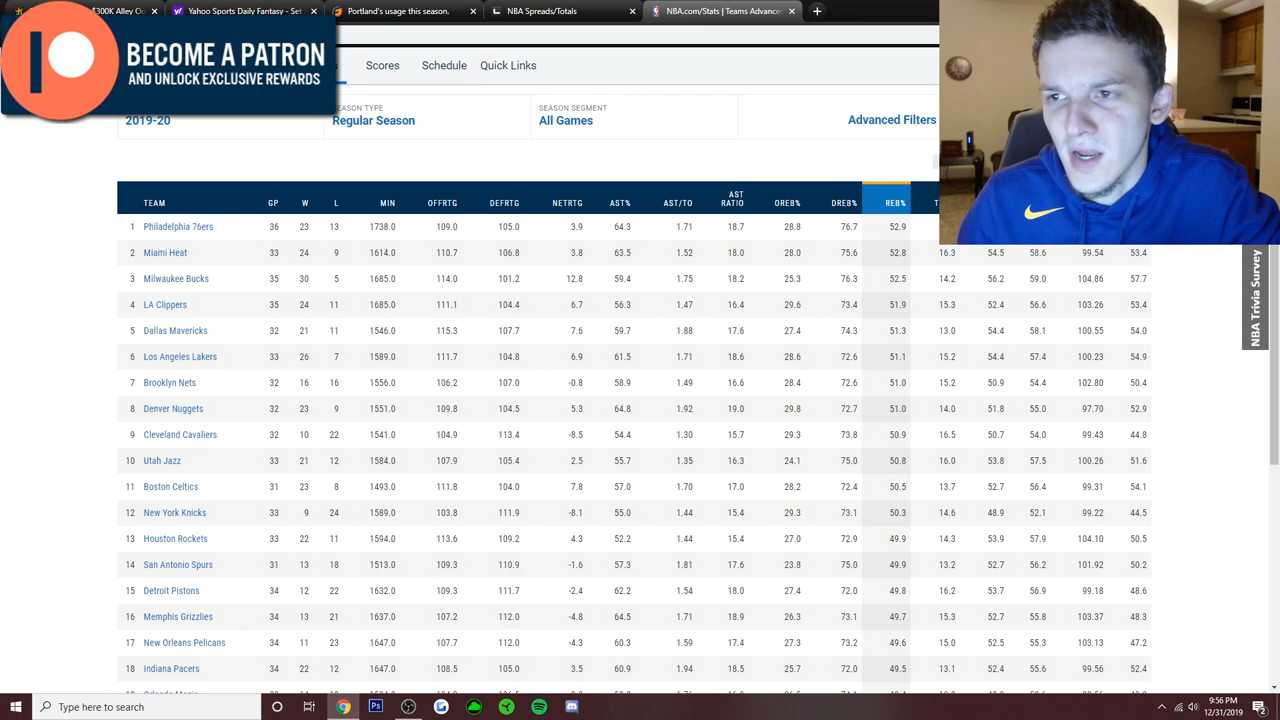 $300K
NBA.com/Stats
NBA Stats
BECOME A PATRON
AND UNLOCK EXCLUSIVE REWARDS
Scores Schedule Quick Links
SEASON TYPE SEASON SEGMENT
2019-20 Regular Season All Games Advanced Filters
TEAM GP W L MIN OFFRTG DEFRTG NETRTG AST% AST/TO AST RATIO OREB% DREB% REB%
1 Philadelphia 76ers 36 23 13 1738.0 109.0 105.0 3.9 64.3 1.71 18.7 28.8 76.7 52.9
2 Miami Heat 33 24 9 1614.0 110.7 106.8 3.8 63.5 1.52 18.0 28.0 75.6 52.8 16.3 54.5 58.6 99.54 53.4
3 Milwaukee Bucks 35 30 5 1685.0 114.0 101.2 12.8 59.4 1.75 18.2 25.3 76.3 52.5 14.2 56.2 59.0 104.86 57.7
4 LA Clippers 35 24 11 1685.0 111.1 104.4 6.7 56.3 1.47 16.4 29.6 73.4 51.9 15.3 52.4 56.6 103.26 53.4
5 Dallas Mavericks 32 21 11 1546.0 115.3 107.7 7.6 59.7 1.88 17.6 27.4 74.3 51.3 13.0 54.4 58.1 100.55 54.0
6 Los Angeles Lakers 33 26 7 1589.0 111.7 104.8 6.9 61.5 1.71 18.6 28.6 72.6 51.1 15.2 54.4 57.4 100.23 54.9
7 Brooklyn Nets 32 16 16 1556.0 106.2 107.0 -0.8 58.9 1.49 16.6 28.4 72.6 51.0 15.2 50.9 54.4 102.80 50.4
8 Denver Nuggets 32 23 9 1551.0 109.8 104.5 5.3 64.8 1.92 19.0 29.8 72.7 51.0 14.0 51.8 55.0 97.70 52.9
9 Cleveland Cavaliers 32 10 22 1541.0 104.9 113.4 -8.5 54.4 1.30 15.7 29.3 73.8 50.9 16.5 50.7 54.0 99.43 44.8
10 Utah Jazz 33 21 12 1584.0 107.9 105.4 2.5 55.7 1.35 16.3 24.1 75.0 50.8 16.0 53.8 57.5 100.26 51.6
11 Boston Celtics 31 23 8 1493.0 111.8 104.0 7.8 57.0 1.70 17.0 28.2 72.4 50.5 13.7 52.7 56.4 99.31 54.1
12 New York Knicks 33 9 24 1589.0 103.8 111.9 -8.1 55.0 1.44 15.4 29.3 73.1 50.3 14.6 48.9 52.1 99.22 44.5
13 Houston Rockets 33 22 11 1594.0 113.6 109.2 4.3 52.2 1.44 15.4 27.0 72.9 49.9 14.3 53.9 57.9 104.10 50.5
14 San Antonio Spurs 31 13 18 1513.0 109.3 110.9 -1.6 57.3 1.81 17.6 23.8 75.0 49.9 13.2 52.7 56.2 101.92 50.2
15 Detroit Pistons 34 12 22 1632.0 109.3 111.7 -2.4 62.2 1.54 18.0 27.4 72.0 49.8 16.2 53.7 56.9 99.18 48.6
16 Memphis Grizzlies 34 13 21 1637.0 107.2 112.0 -4.8 64.5 1.71 18.9 26.3 73.1 49.7 15.3 52.7 55.8 103.37 48.3
17 New Orleans Pelicans 34 11 23 1647.0 107.7 112.0 -4.3 60.3 1.59 17.4 27.3 73.2 49.6 15.0 52.5 55.3 103.13 47.2
18 Indiana Pacers 34 22 12 1647.0 108.5 105.0 3.5 60.9 1.94 18.5 25.7 72.0 49.5 13.1 52.4 55.6 99.56 52.4
NBA Trivia Survey
Type here to search
9:56 PM
12/31/2019
2